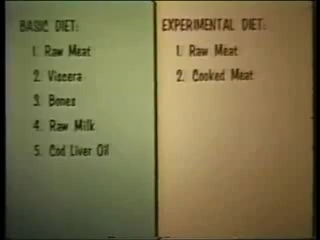 BASIC DIET:
1. Raw Meat
2. Viscera
3. Bones
4. Raw Milk
5. Cod Liver Oil
EXPERIMENTAL DIET:
1. Raw Meat
2. Cooked Meat